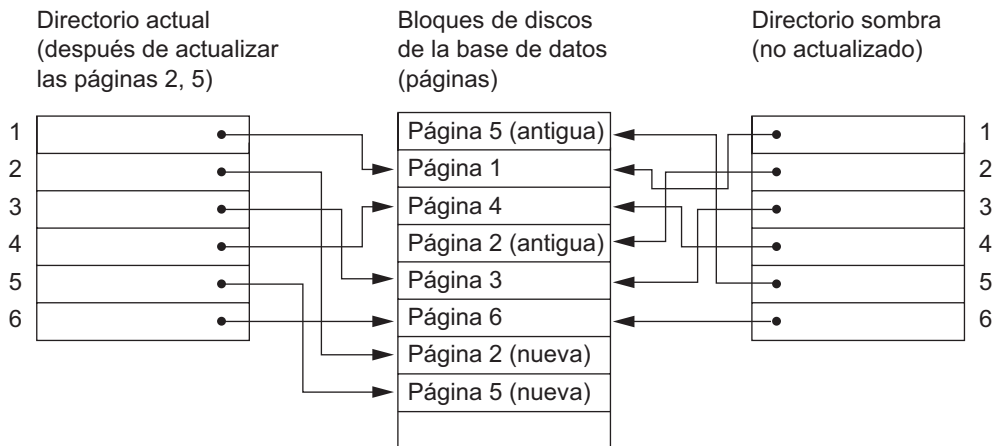 Directorio actual
(después de actualizar
las páginas 2, 5)
Bloques de discos
de la base de datos
(páginas)
Directorio sombra
(no actualizado)
1
2
3
4
5
6
Página 5 (antigua)
Página 1
Página 4
Página 2 (antigua)
Página 3
Página 6
Página 2 (nueva)
Página 5 (nueva)
1
2
3
4
5
6